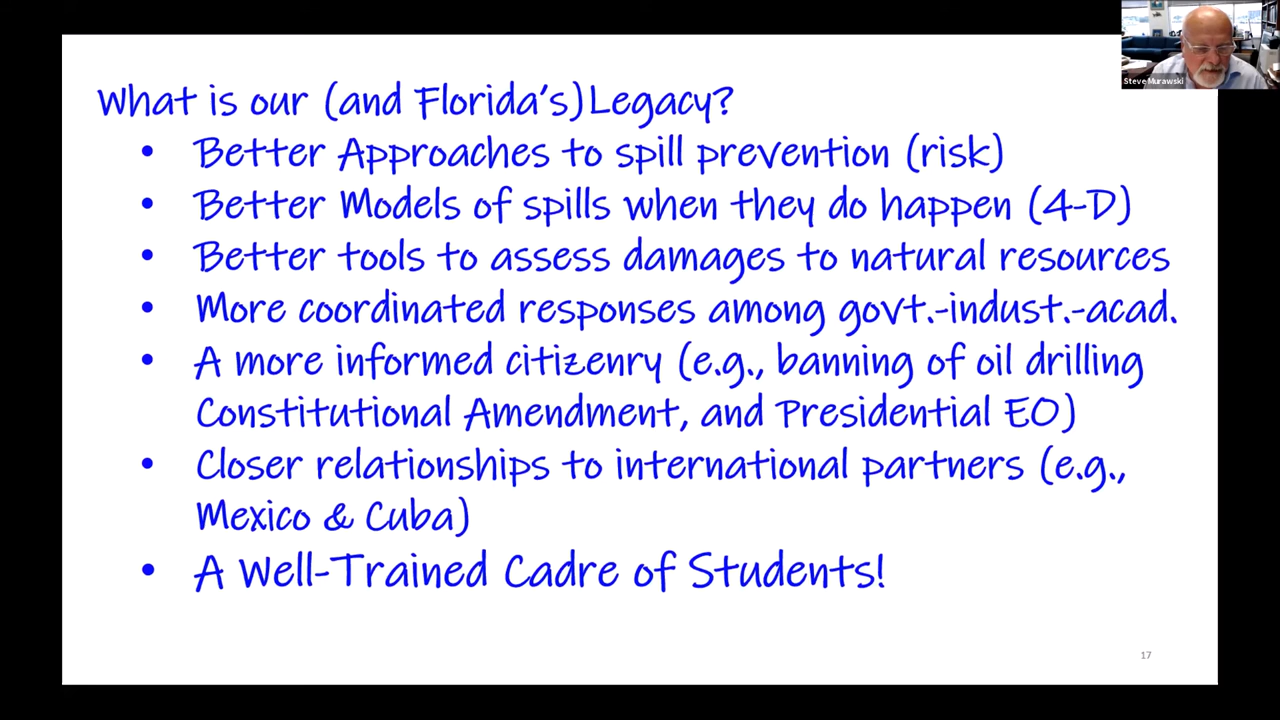 Steve Murawski
What is our (and Florida's) Legacy?
• Better Approaches to spill prevention (risk)
• Better Models of spills when they do happen (4-D)
• Better tools to assess damages to natural resources
• More coordinated responses among govt.-indust.-acad.
• A more informed citizenry (e.g., banning of oil drilling
Constitutional Amendment, and Presidential EO)
• Closer relationships to international partners (e.g.,
Mexico & Cuba)
• A Well-Trained Cadre of Students!
17